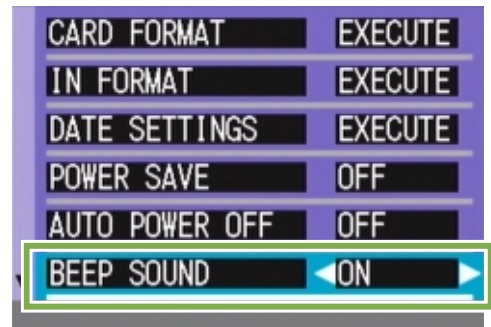 CARD FORMAT EXECUTE
IN FORMAT EXECUTE
DATE SETTINGS EXECUTE
POWER SAVE OFF
AUTO POWER OFF OFF
BEEP SOUND ON